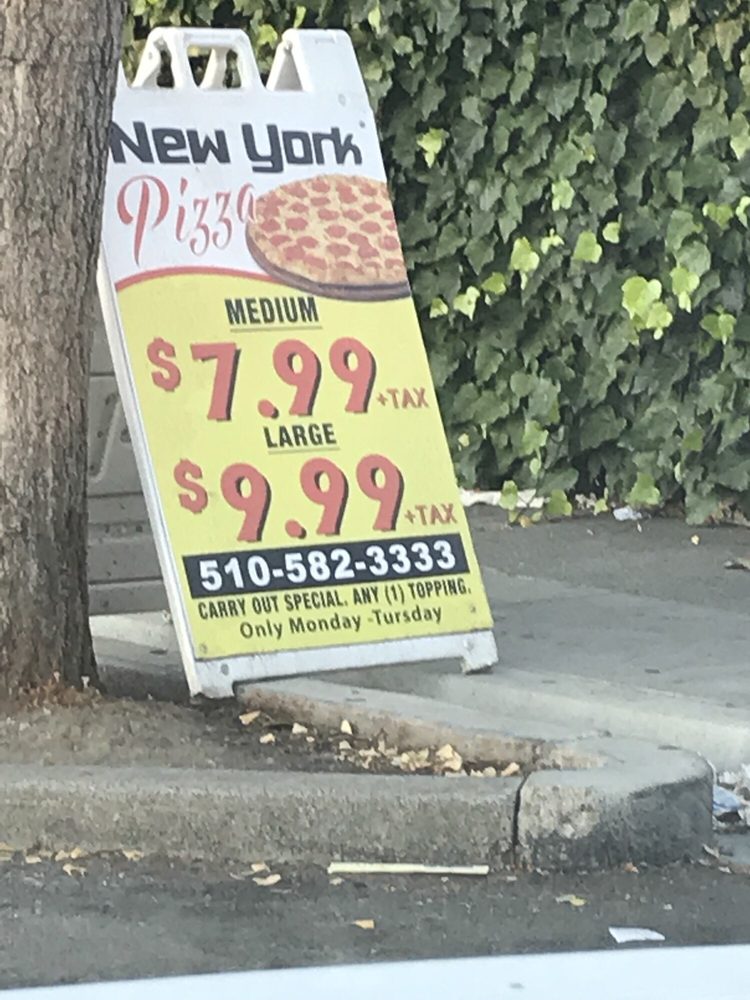 New York
Pizza
MEDIUM
$7.99 +TAX
LARGE
$9.99 +TAX
510-582-3333
CARRY OUT SPECIAL. ANY (1) TOPPING.
Only Monday -Tursday